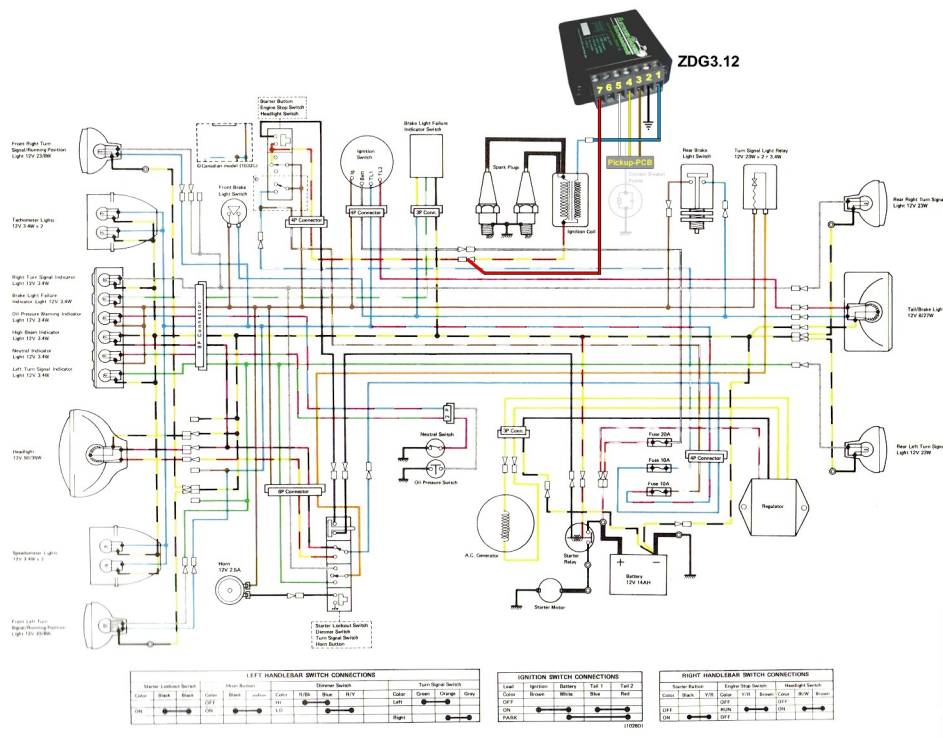 ZDG3.12
7 6 5 4 3 2 1
Starter Button
Engine Stop Switch
Headlight Switch
Brake Light Failure
Indicator Switch
Front Right Turn
Signal/Running Position
Light 12V 23/8W
Ignition
Switch
Pickup-PCB
Contact Breaker
Points
Rear Brake
Light Switch
Turn Signal Light Relay
12V 23W x 2 + 3.4W
Spark Plugs
Front Brake
Light Switch
Ign
Batt
TL1
TL2
Rear Right Turn Signa
Light 12V 23W
Tachometer Lights
12V 3.4W x 2
4P Connector
4P Connector
3P Conn.
Ignition Coil
Right Turn Signal Indicator
Light 12V 3.4W
Brake Light Failure
Indicator Light 12V 3.4W
Oil Pressure Warning Indicator
Light 12V 3.4W
High Beam Indicator
Light 12V 3.4W
Neutral Indicator
Light 12V 3.4W
Left Turn Signal Indicator
Light 12V 3.4W
9P Connector
Tail/Brake Light
12V 8/27W
Neutral Switch
Oil Pressure Switch
3P Conn.
Fuse 20A
Fuse 10A
Fuse 10A
4P Connector
Rear Left Turn Signa
Light 12V 23W
Headlight
6P Connector
Regulator
A.C. Generator
Starter
Relay
Battery
12V 14AH
Starter Motor
Speedometer Lights
12V 3.4W x 2
Horn
12V 2.5A
Front Left Turn
Signal/Running Position
Starter Lockout Switch
Dimmer Switch
Turn Signal Switch
Horn Button
LEFT HANDLEBAR SWITCH CONNECTIONS
Starter Lockout Switch
Horn Button
Dimmer Switch
Turn Signal Switch
Color Black Black
Color Black
Color R/Bk Blue R/Y
Color Green Orange Gray
ON
OFF
ON
HI
LO
Left
Right
IGNITION SWITCH CONNECTIONS
Lead Ignition Battery Tail 1 Tail 2
Color Brown White Blue Red
OFF
ON
PARK
RIGHT HANDLEBAR SWITCH CONNECTIONS
Starter Button Engine Stop Switch Headlight Switch
Color Black Y/R Color Y/R Brown Color B/W Brown
OFF
ON
OFF
RUN
OFF
OFF
ON